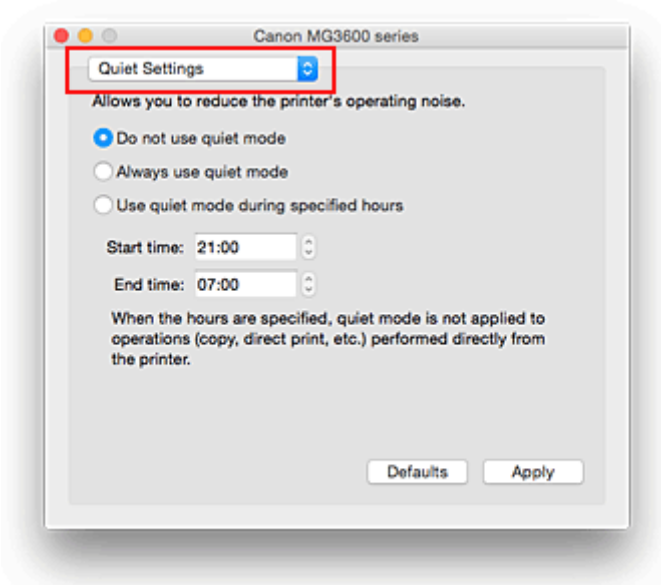 Canon MG3600 series
Quiet Settings
Allows you to reduce the printer's operating noise.
Do not use quiet mode
Always use quiet mode
Use quiet mode during specified hours
Start time: 21:00
End time: 07:00
When the hours are specified, quiet mode is not applied to
operations (copy, direct print, etc.) performed directly from
the printer.
Defaults Apply